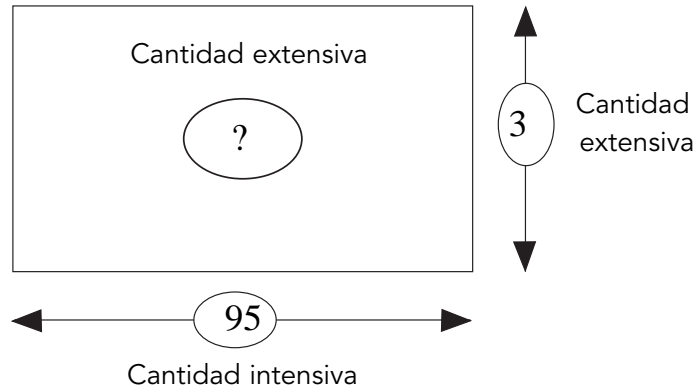 Cantidad extensiva
?
3
Cantidad
extensiva
95
Cantidad intensiva